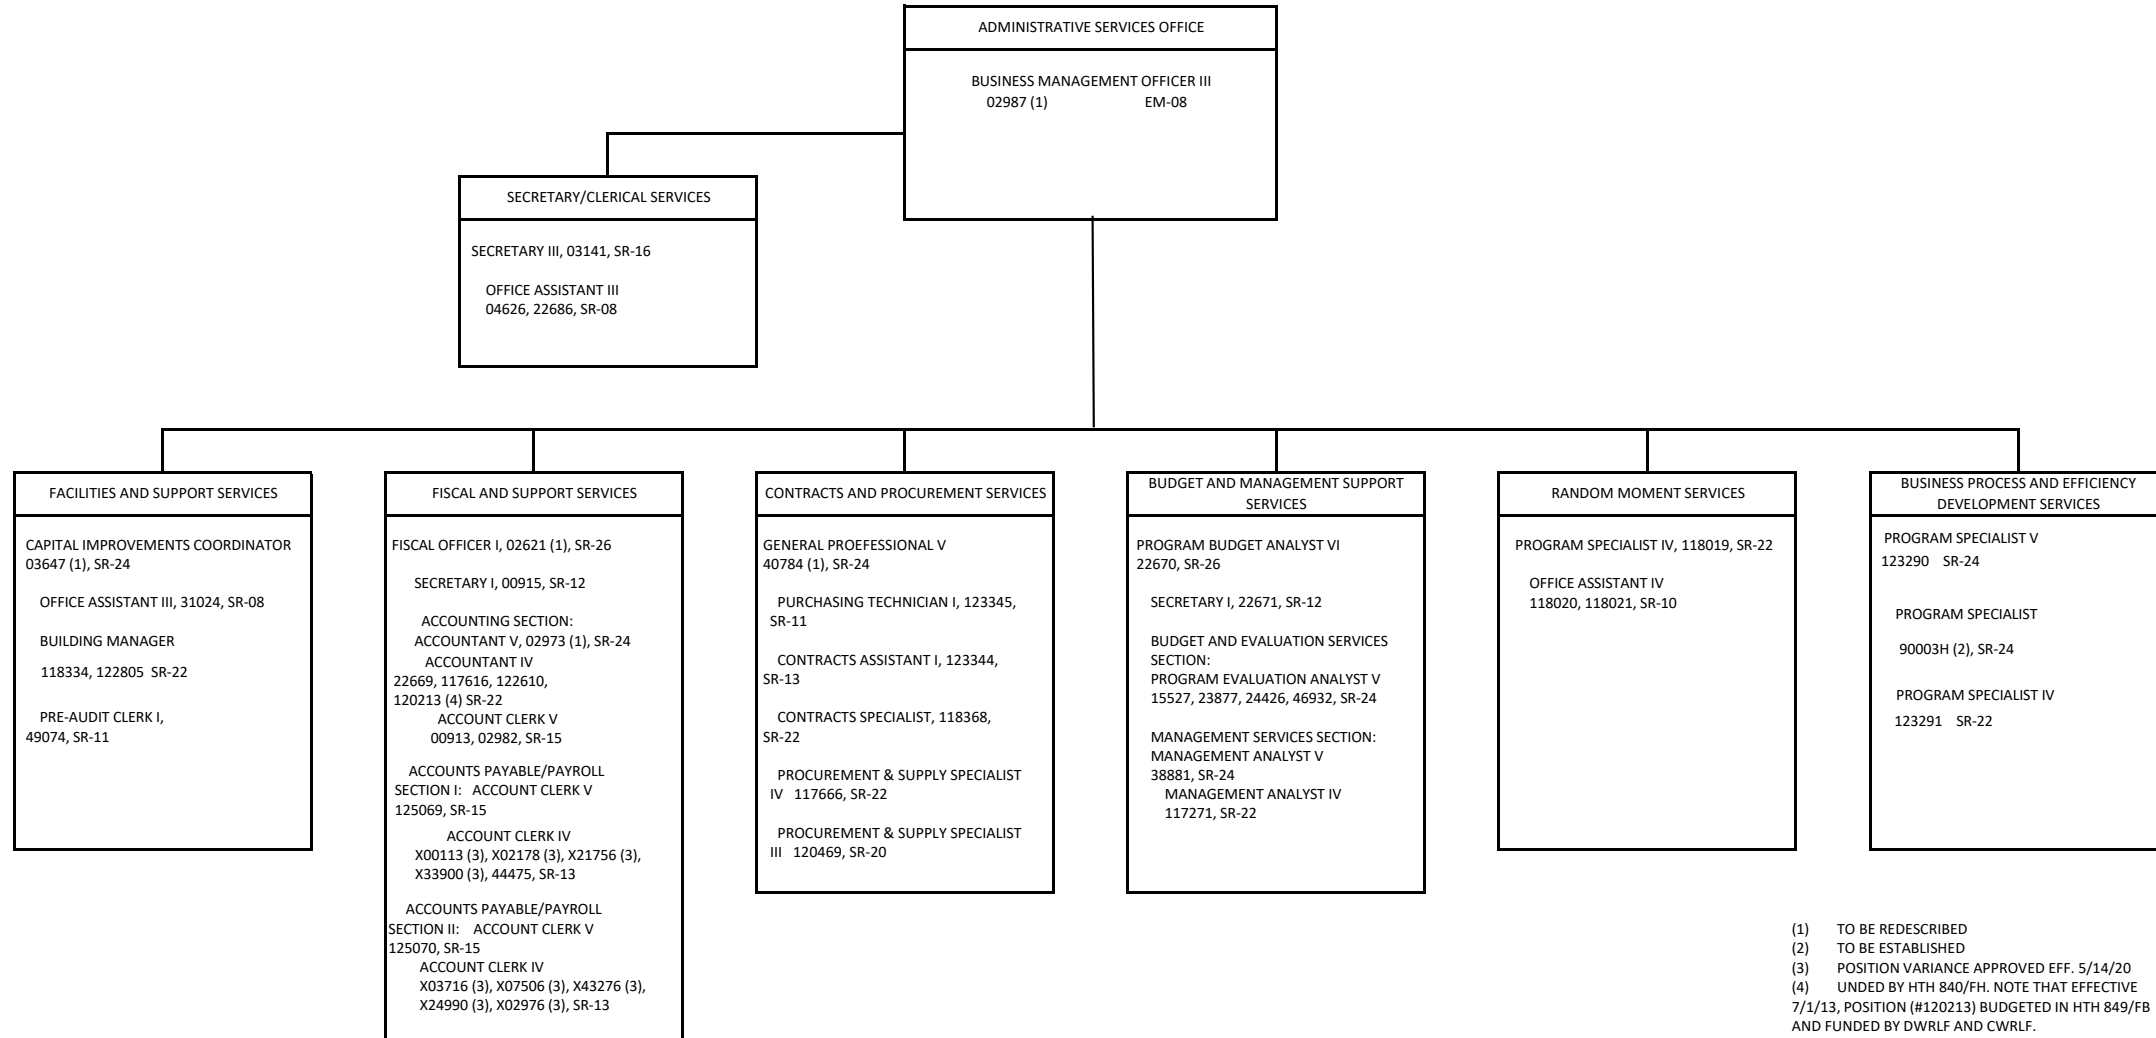 ADMINISTRATIVE SERVICES OFFICE
BUSINESS MANAGEMENT OFFICER III
02987 (1) EM-08
SECRETARY/CLERICAL SERVICES
SECRETARY III, 03141, SR-16
OFFICE ASSISTANT III
04626, 22686, SR-08
FACILITIES AND SUPPORT SERVICES
CAPITAL IMPROVEMENTS COORDINATOR
03647 (1), SR-24
OFFICE ASSISTANT III, 31024, SR-08
BUILDING MANAGER
118334, 122805 SR-22
PRE-AUDIT CLERK I,
49074, SR-11
FISCAL AND SUPPORT SERVICES
FISCAL OFFICER I, 02621 (1), SR-26
SECRETARY I, 00915, SR-12
ACCOUNTING SECTION:
ACCOUNTANT V, 02973 (1), SR-24
ACCOUNTANT IV
22669, 117616, 122610,
120213 (4) SR-22
ACCOUNT CLERK V
00913, 02982, SR-15
ACCOUNTS PAYABLE/PAYROLL
SECTION I: ACCOUNT CLERK V
125069, SR-15
ACCOUNT CLERK IV
X00113 (3), X02178 (3), X21756 (3),
X33900 (3), 44475, SR-13
ACCOUNTS PAYABLE/PAYROLL
SECTION II: ACCOUNT CLERK V
125070, SR-15
ACCOUNT CLERK IV
X03716 (3), X07506 (3), X43276 (3),
X24990 (3), X02976 (3), SR-13
CONTRACTS AND PROCUREMENT SERVICES
GENERAL PROEFESSIONAL V
40784 (1), SR-24
PURCHASING TECHNICIAN I, 123345,
SR-11
CONTRACTS ASSISTANT I, 123344,
SR-13
CONTRACTS SPECIALIST, 118368,
SR-22
PROCUREMENT & SUPPLY SPECIALIST
IV 117666, SR-22
PROCUREMENT & SUPPLY SPECIALIST
III 120469, SR-20
BUDGET AND MANAGEMENT SUPPORT
SERVICES
PROGRAM BUDGET ANALYST VI
22670, SR-26
SECRETARY I, 22671, SR-12
BUDGET AND EVALUATION SERVICES
SECTION:
PROGRAM EVALUATION ANALYST V
15527, 23877, 24426, 46932, SR-24
MANAGEMENT SERVICES SECTION:
MANAGEMENT ANALYST V
38881, SR-24
MANAGEMENT ANALYST IV
117271, SR-22
RANDOM MOMENT SERVICES
PROGRAM SPECIALIST IV, 118019, SR-22
OFFICE ASSISTANT IV
118020, 118021, SR-10
BUSINESS PROCESS AND EFFICIENCY
DEVELOPMENT SERVICES
PROGRAM SPECIALIST V
123290 SR-24
PROGRAM SPECIALIST
90003H (2), SR-24
PROGRAM SPECIALIST IV
123291 SR-22
(1) TO BE REDESCRIBED
(2) TO BE ESTABLISHED
(3) POSITION VARIANCE APPROVED EFF. 5/14/20
(4) UNDED BY HTH 840/FH. NOTE THAT EFFECTIVE
7/1/13, POSITION (#120213) BUDGETED IN HTH 849/FB
AND FUNDED BY DWRLF AND CWRLF.